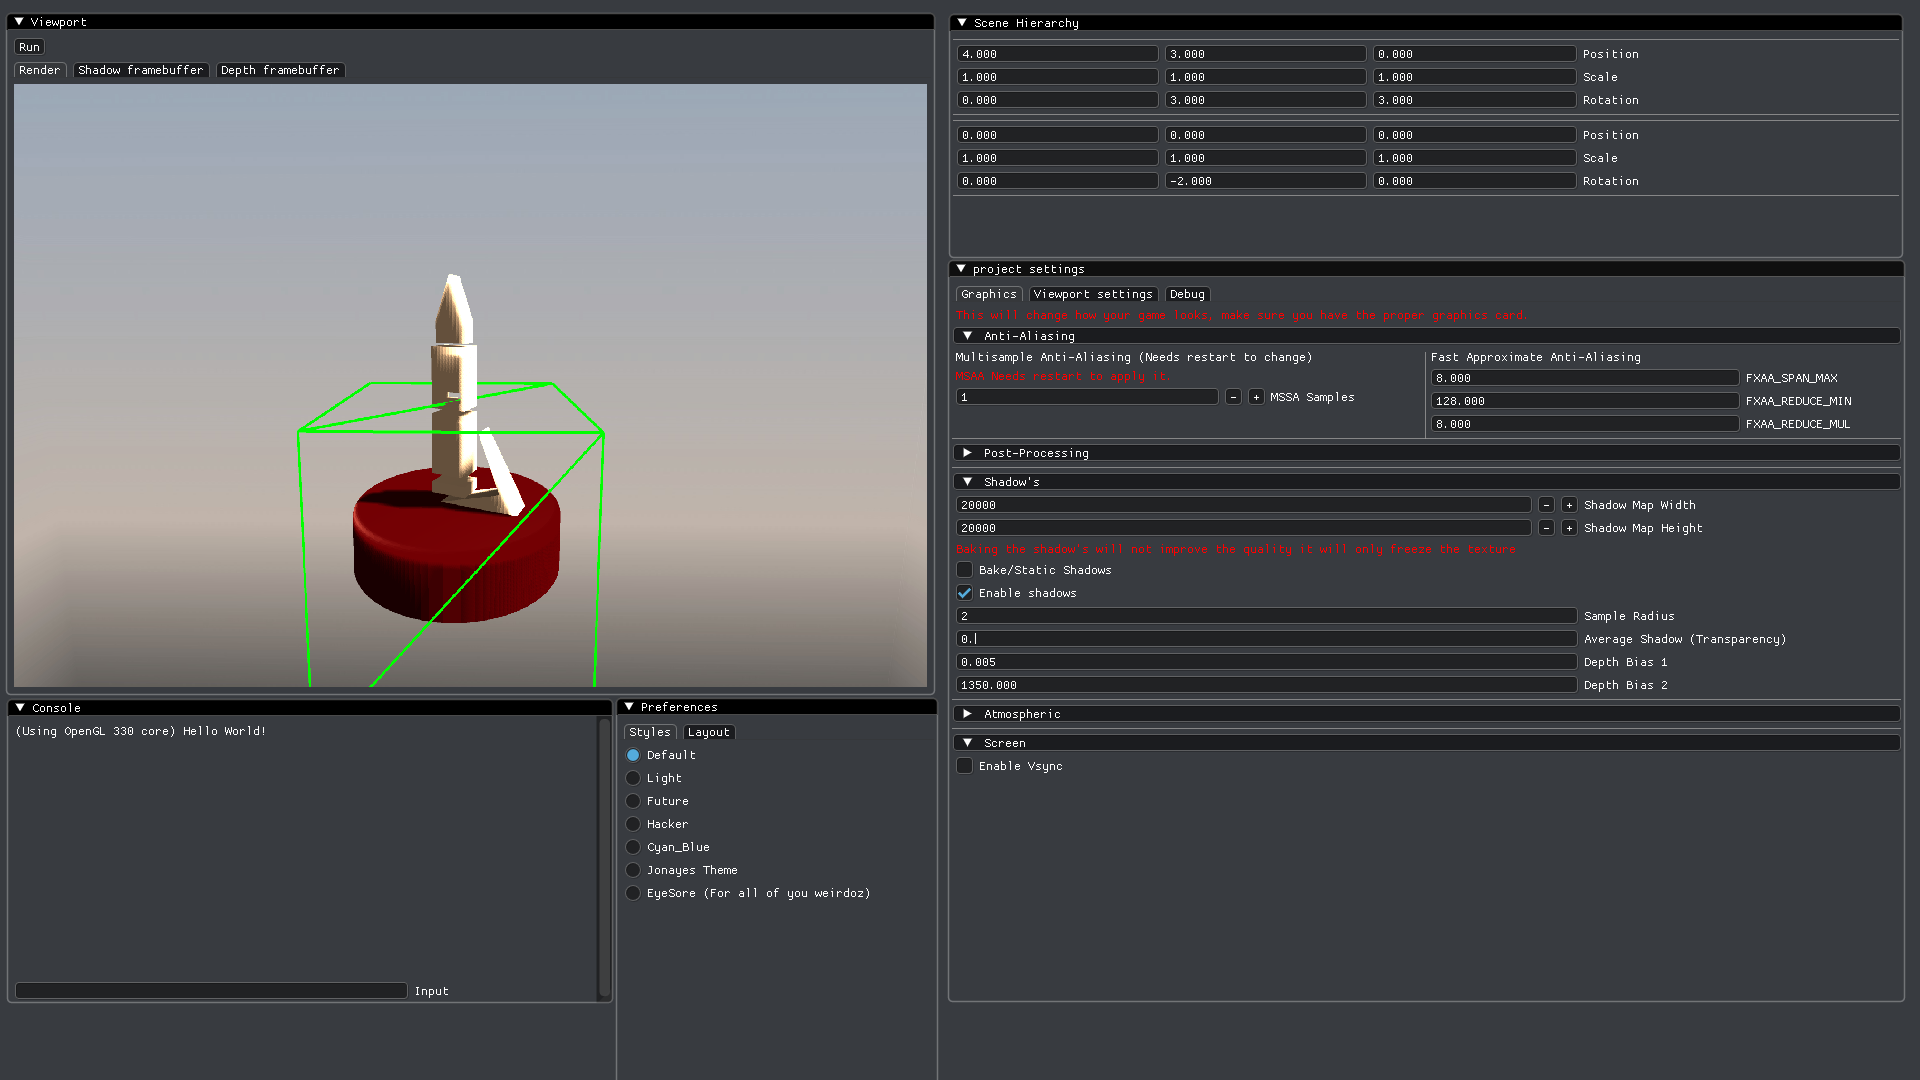 Viewport
Run
Render Shadow framebuffer Depth framebuffer
Console
(Using OpenGL 330 core) Hello World!
Input
Preferences
Styles Layout
Default
Light
Future
Hacker
Cyan_Blue
Jonayes Theme
EyeSore (For all of you weirdoz)
Scene Hierarchy
4.000 3.000 0.000 Position
1.000 1.000 1.000 Scale
0.000 3.000 3.000 Rotation
0.000 0.000 0.000 Position
1.000 1.000 1.000 Scale
0.000 -2.000 0.000 Rotation
project settings
Graphics Viewport settings Debug
This will change how your game looks, make sure you have the proper graphics card.
Anti-Aliasing
Multisample Anti-Aliasing (Needs restart to change)
MSAA Needs restart to apply it.
1 - + MSSA Samples
Fast Approximate Anti-Aliasing
8.000 FXAA_SPAN_MAX
128.000 FXAA_REDUCE_MIN
8.000 FXAA_REDUCE_MUL
Post-Processing
Shadow's
20000 - + Shadow Map Width
20000 - + Shadow Map Height
Baking the shadow's will not improve the quality it will only freeze the texture
Bake/Static Shadows
Enable shadows
2 Sample Radius
0. Average Shadow (Transparency)
0.005 Depth Bias 1
1350.000 Depth Bias 2
Atmospheric
Screen
Enable Vsync